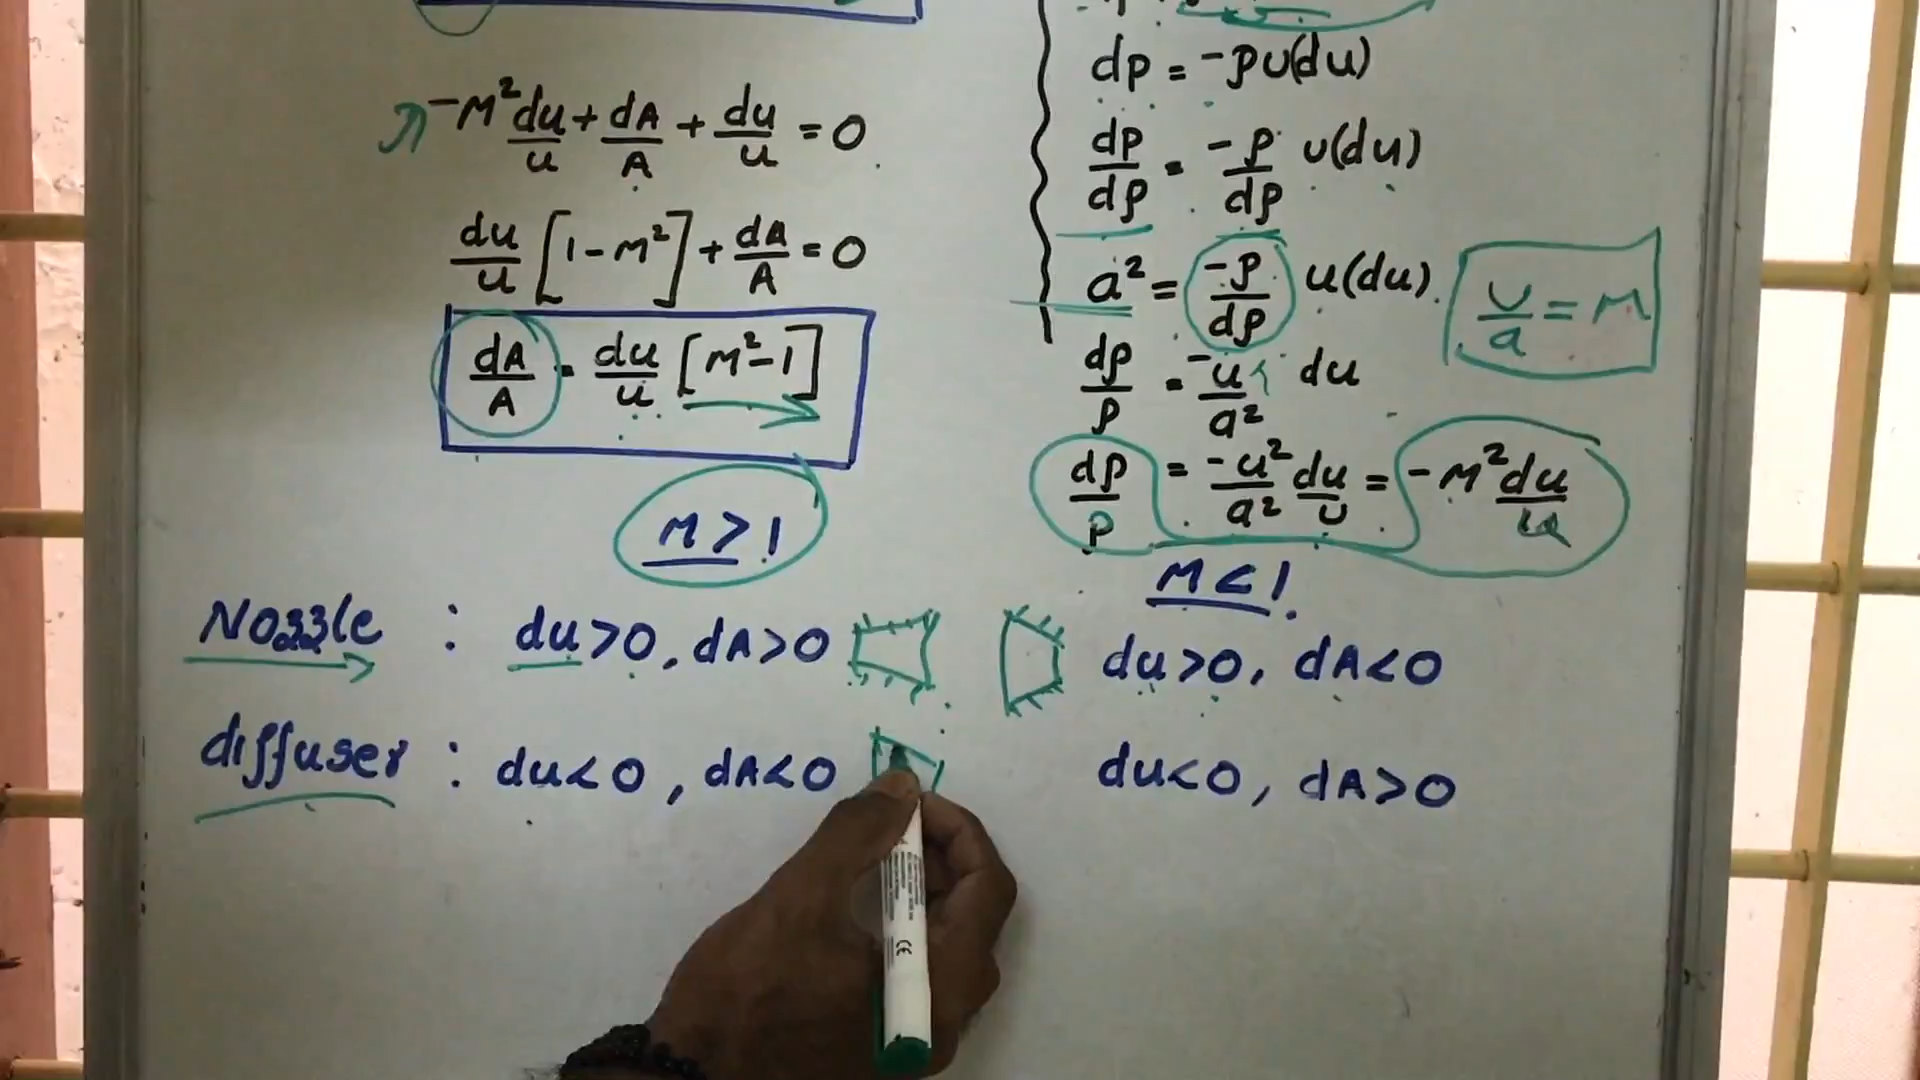 -M² du/u + dA/A + du/u = 0
du/u [1-M²] + dA/A = 0
dA/A = du/u [M²-1]
dp = -ρu(du)
dp/dρ = -ρ/dρ u(du)
a² = -ρ/dρ u(du)
u/a = M
dρ/ρ = -u/a² du
dρ/ρ = -u²/a² du/u = -M² du/u
M > 1
M < 1
Nozzle : du>0, dA>0
du>0, dA<0
diffuser : du<0, dA<0
du<0, dA>0
CE